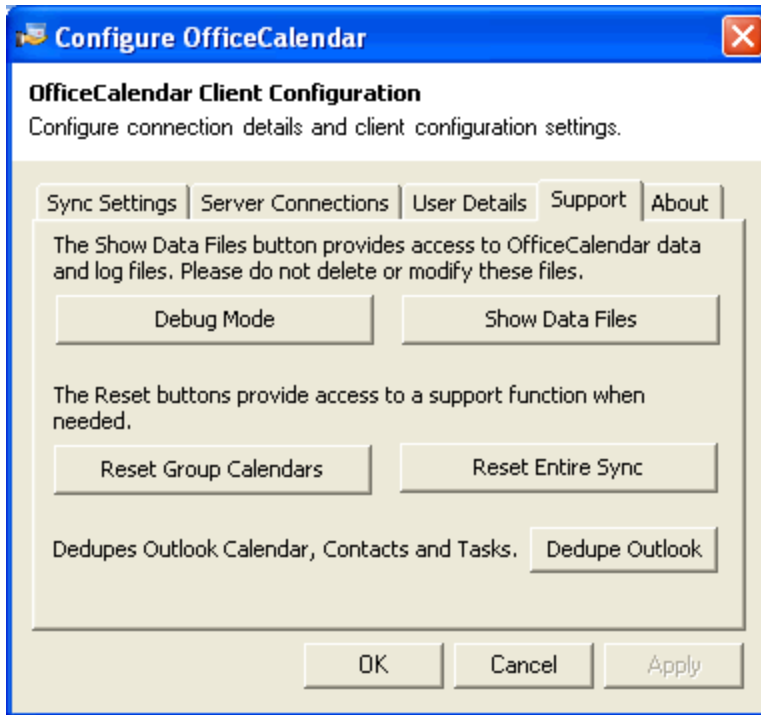 Configure OfficeCalendar
OfficeCalendar Client Configuration
Configure connection details and client configuration settings.
Sync Settings Server Connections User Details Support About
The Show Data Files button provides access to OfficeCalendar data
and log files. Please do not delete or modify these files.
Debug Mode Show Data Files
The Reset buttons provide access to a support function when
needed.
Reset Group Calendars Reset Entire Sync
Dedupes Outlook Calendar, Contacts and Tasks. Dedupe Outlook
OK Cancel Apply